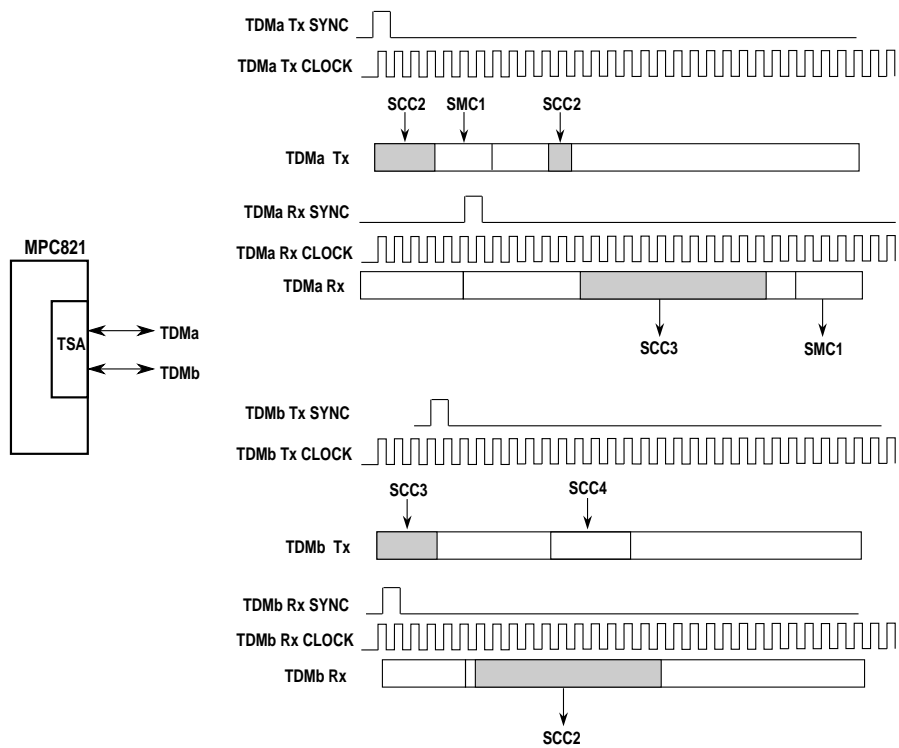 TDMa Tx SYNC
TDMa Tx CLOCK
SCC2 SMC1 SCC2
TDMa Tx
TDMa Rx SYNC
MPC821
TDMa Rx CLOCK
TDMa Rx
TSA
TDMa
TDMb
SCC3 SMC1
TDMb Tx SYNC
TDMb Tx CLOCK
SCC3 SCC4
TDMb Tx
TDMb Rx SYNC
TDMb Rx CLOCK
TDMb Rx
SCC2